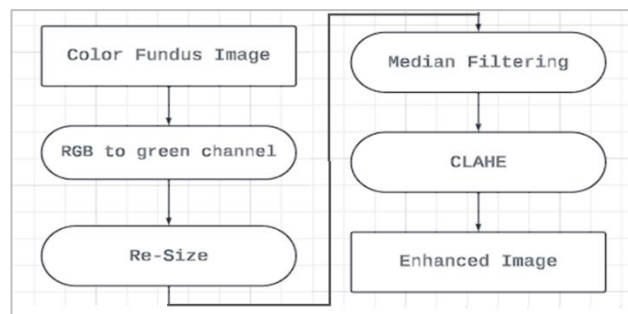 Color Fundus Image
RGB to green channel
Re-Size
Median Filtering
CLAHE
Enhanced Image